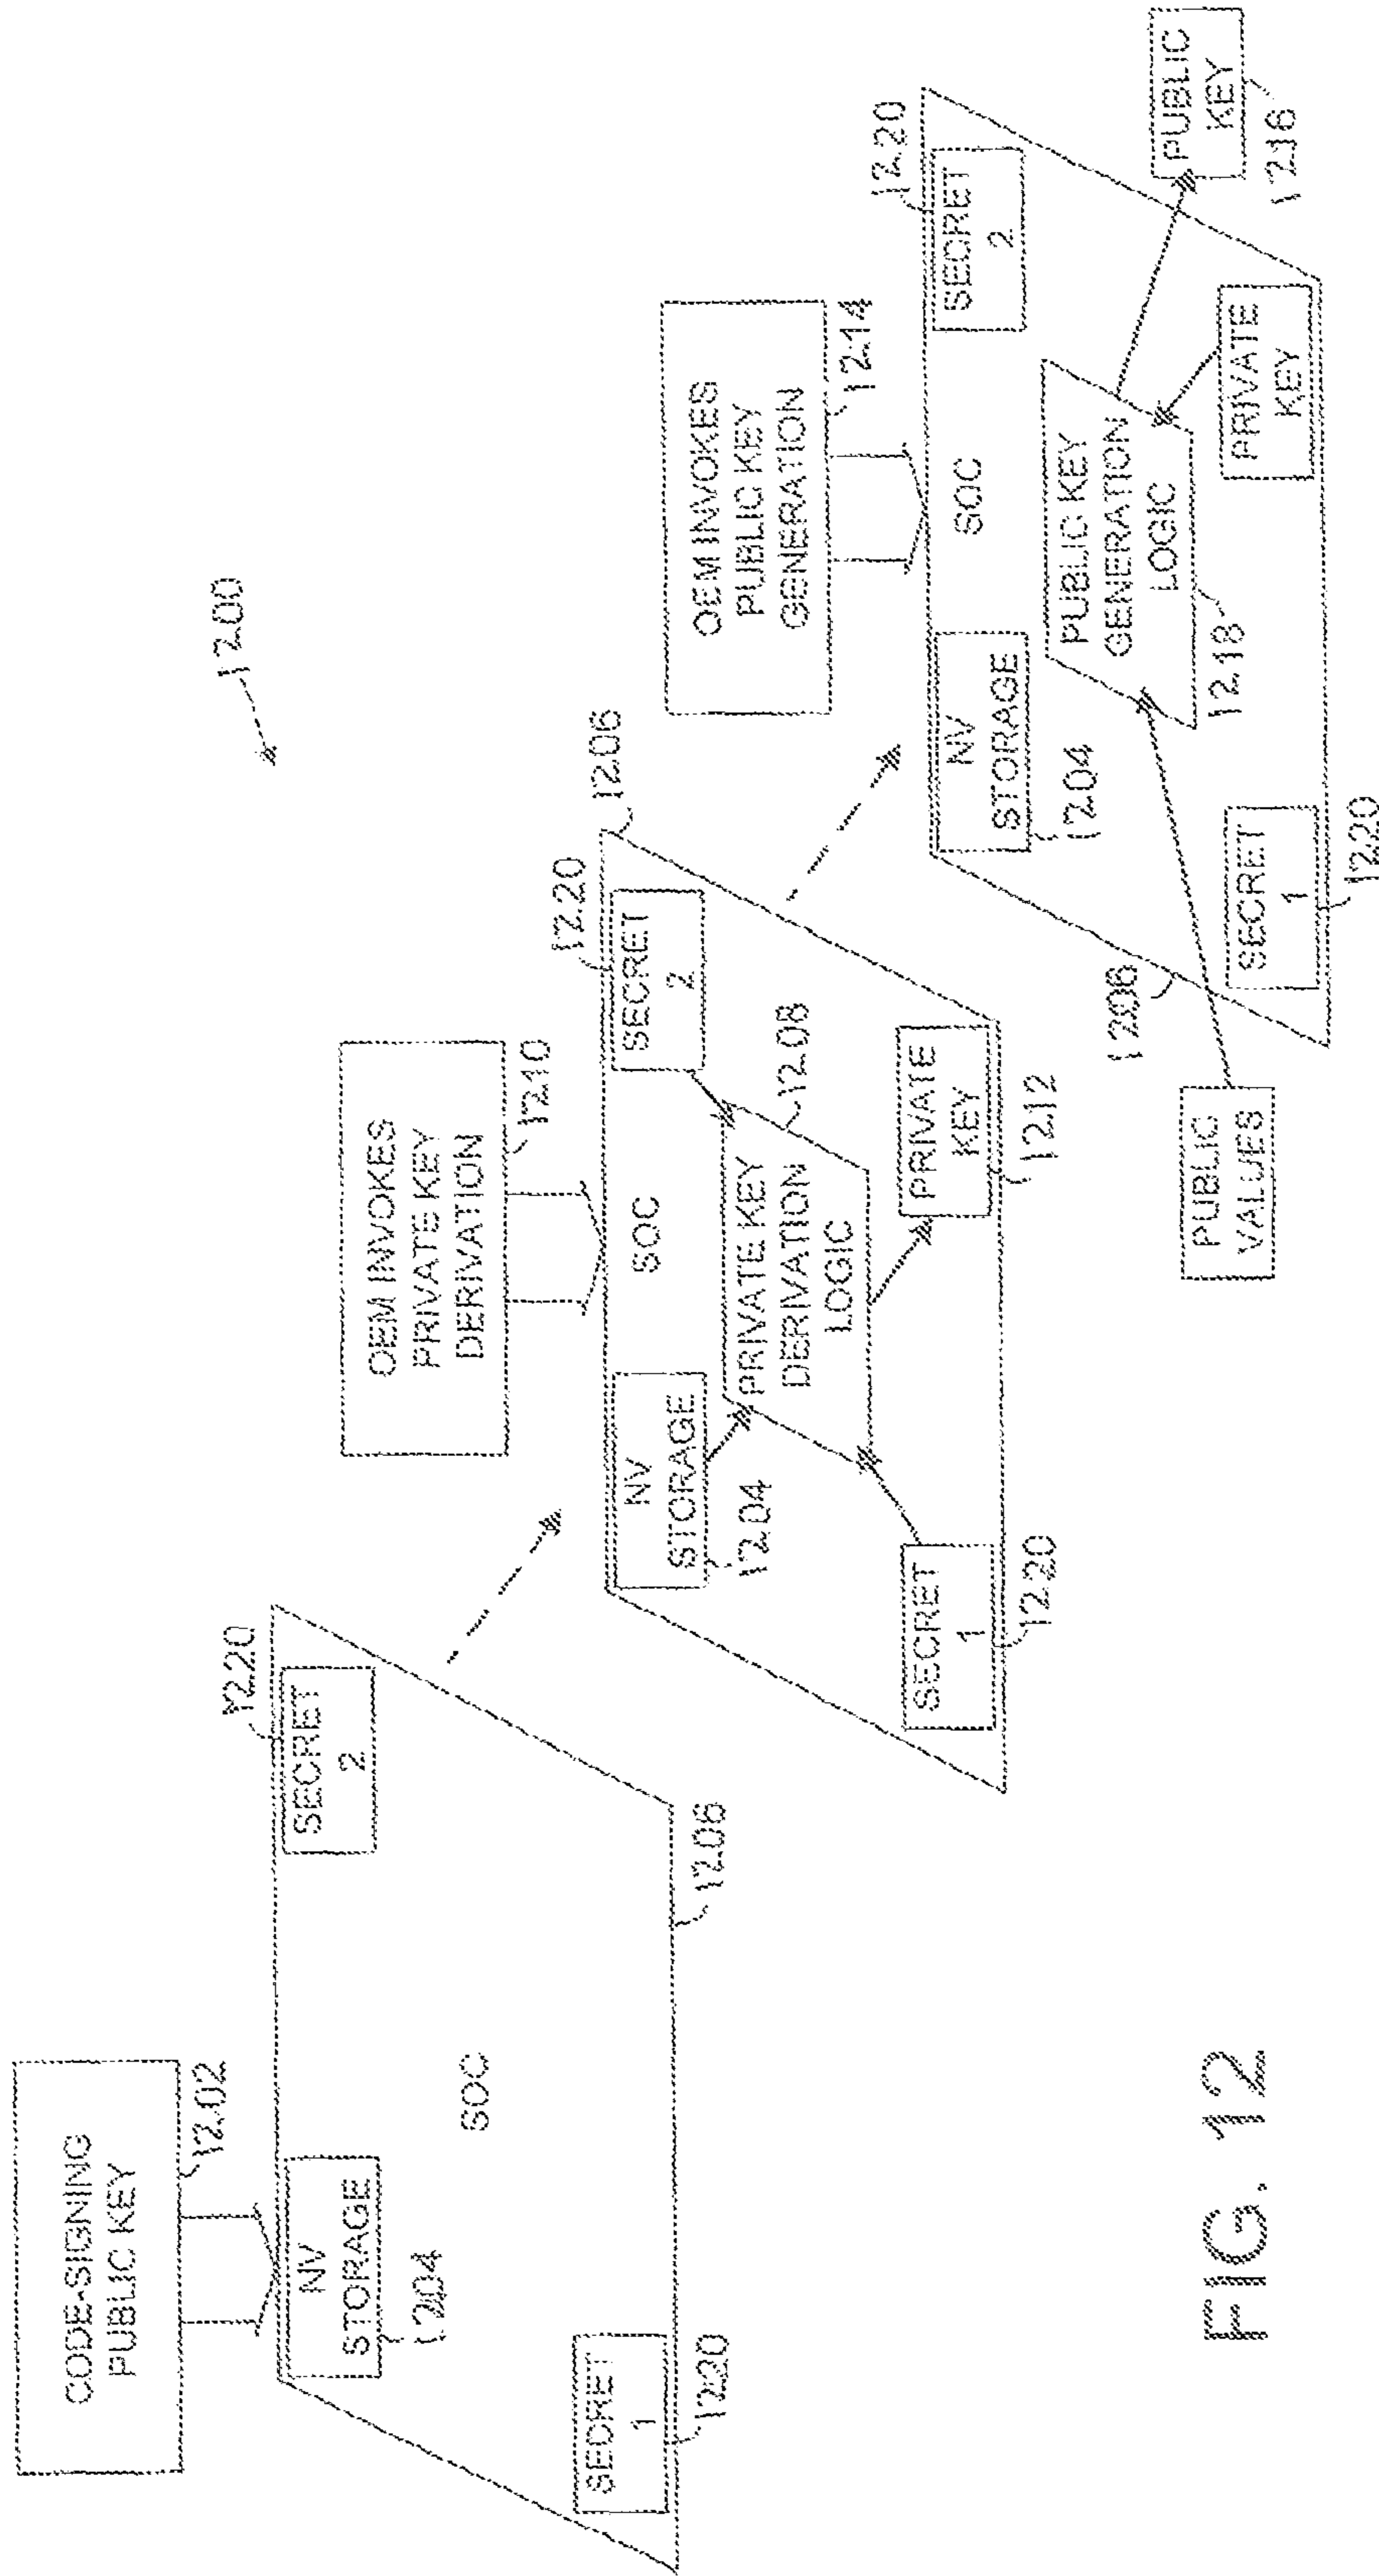 1200
CODE-SIGNING
PUBLIC KEY
1202
NV
STORAGE
1204
SOC
SECRET
2
1220
SECRET
1
1220
1206
OEM INVOKES
PRIVATE KEY
DERIVATION
1210
NV
STORAGE
1204
SOC
SECRET
2
1220
1206
PRIVATE KEY
DERIVATION
LOGIC
1208
SECRET
1
1220
PRIVATE
KEY
1212
OEM INVOKES
PUBLIC KEY
GENERATION
1214
NV
STORAGE
1204
SOC
SECRET
2
1220
1206
PUBLIC KEY
GENERATION
LOGIC
1218
SECRET
1
1220
PRIVATE
KEY
PUBLIC
VALUES
PUBLIC
KEY
1216
FIG. 12